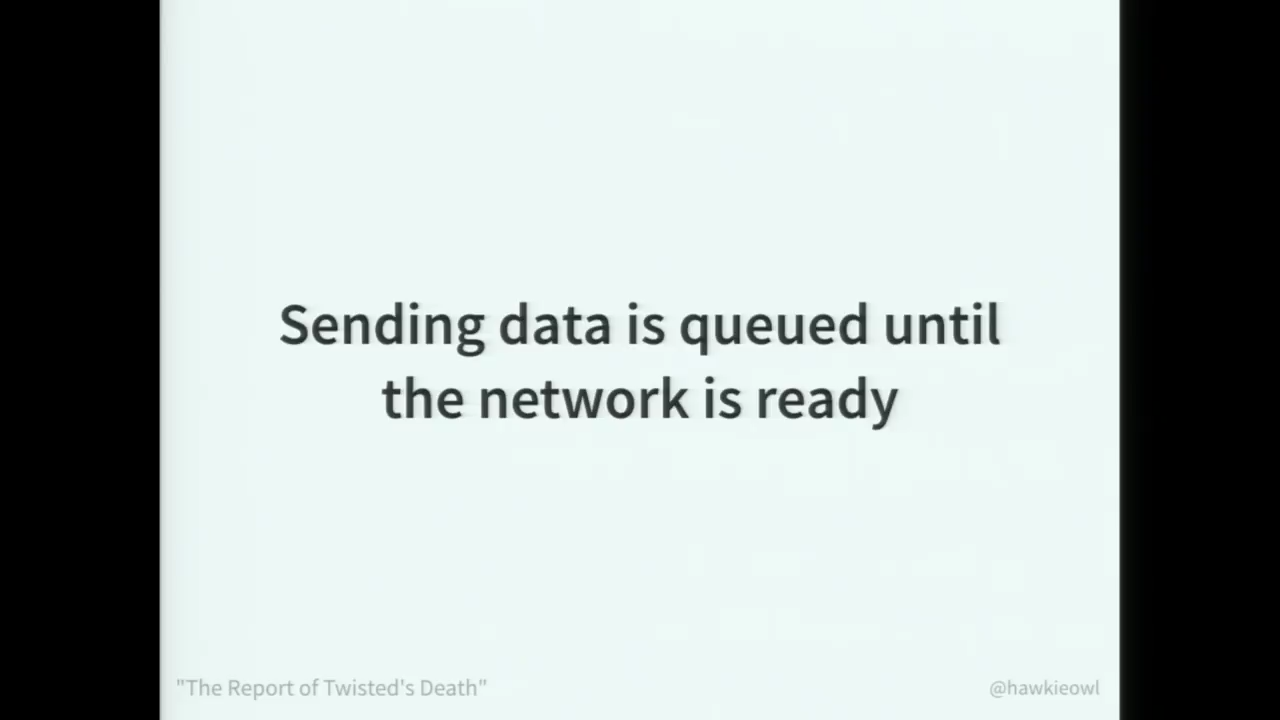 Sending data is queued until
the network is ready
"The Report of Twisted's Death"
@hawkieowl